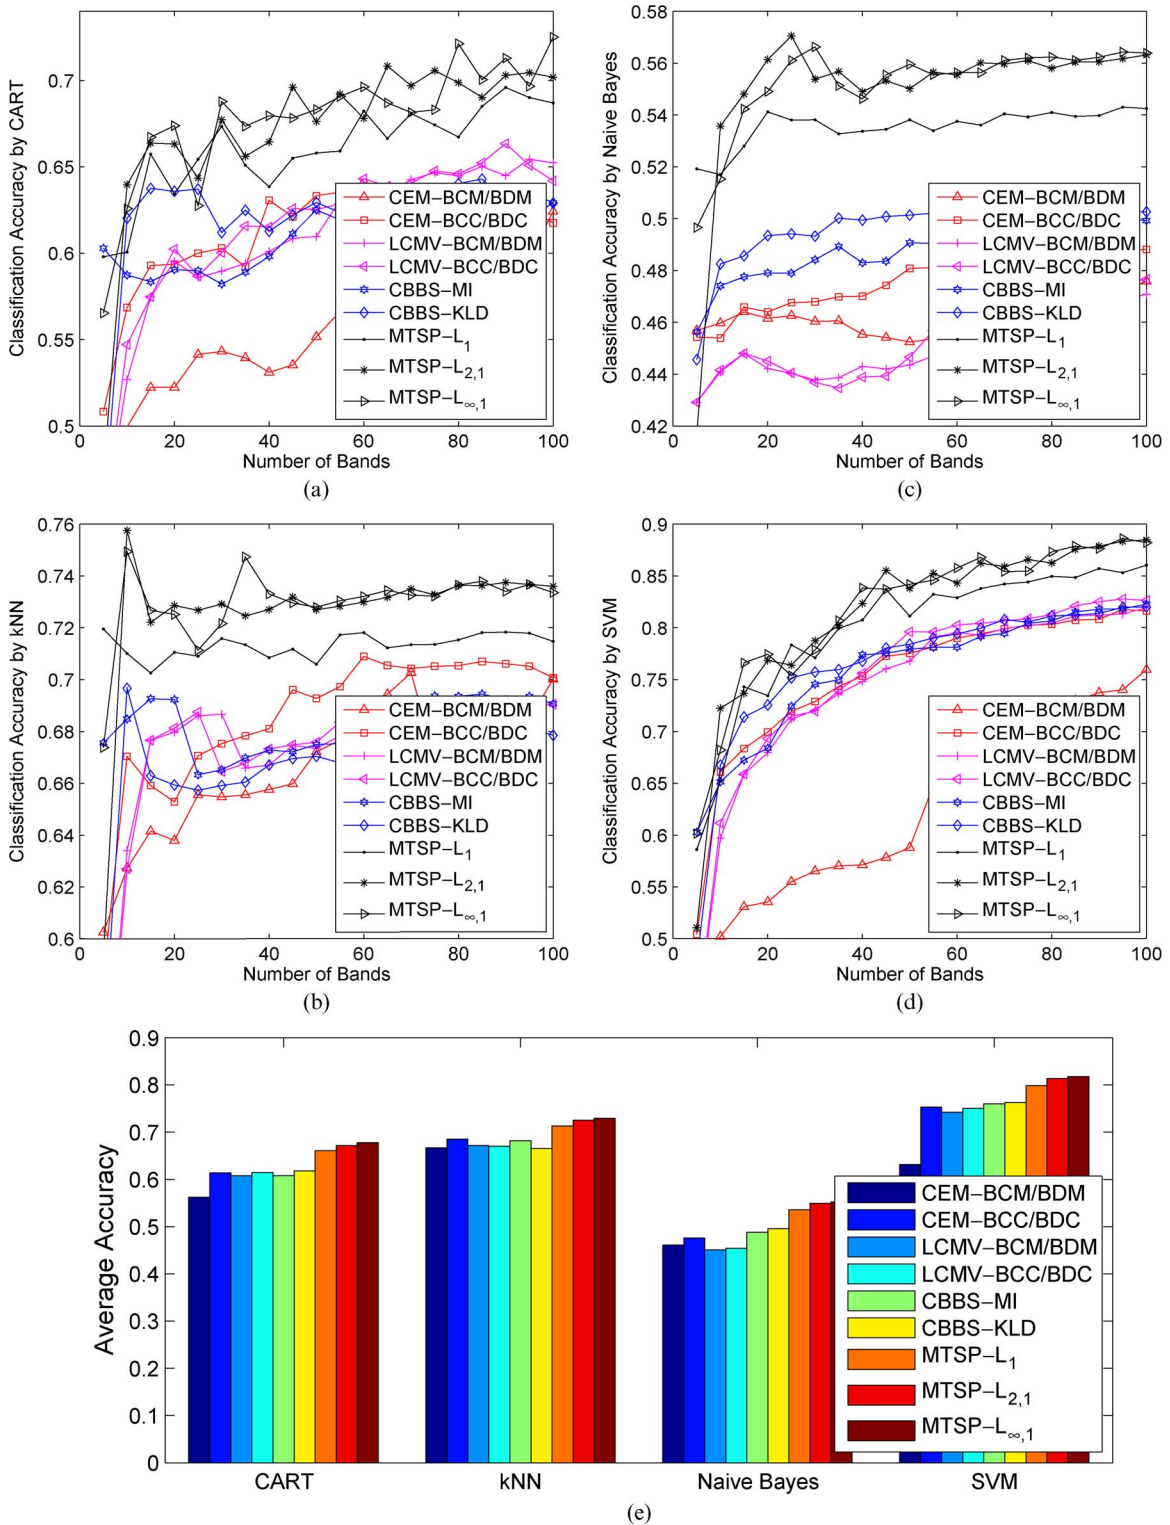 Classification Accuracy by CART
0.7
0.65
0.6
0.55
0.5
0 20 40 60 80 100
Number of Bands
CEM−BCM/BDM
CEM−BCC/BDC
LCMV−BCM/BDM
LCMV−BCC/BDC
CBBS−MI
CBBS−KLD
MTSP−L1
MTSP−L2,1
MTSP−L∞,1
(a)
Classification Accuracy by Naive Bayes
0.58
0.56
0.54
0.52
0.5
0.48
0.46
0.44
0.42
0 20 40 60 80 100
Number of Bands
CEM−BCM/BDM
CEM−BCC/BDC
LCMV−BCM/BDM
LCMV−BCC/BDC
CBBS−MI
CBBS−KLD
MTSP−L1
MTSP−L2,1
MTSP−L∞,1
(c)
Classification Accuracy by kNN
0.76
0.74
0.72
0.7
0.68
0.66
0.64
0.62
0.6
0 20 40 60 80 100
Number of Bands
CEM−BCM/BDM
CEM−BCC/BDC
LCMV−BCM/BDM
LCMV−BCC/BDC
CBBS−MI
CBBS−KLD
MTSP−L1
MTSP−L2,1
MTSP−L∞,1
(b)
Classification Accuracy by SVM
0.9
0.85
0.8
0.75
0.7
0.65
0.6
0.55
0.5
0 20 40 60 80 100
Number of Bands
CEM−BCM/BDM
CEM−BCC/BDC
LCMV−BCM/BDM
LCMV−BCC/BDC
CBBS−MI
CBBS−KLD
MTSP−L1
MTSP−L2,1
MTSP−L∞,1
(d)
Average Accuracy
0.9
0.8
0.7
0.6
0.5
0.4
0.3
0.2
0.1
0
CART kNN Naive Bayes SVM
CEM−BCM/BDM
CEM−BCC/BDC
LCMV−BCM/BDM
LCMV−BCC/BDC
CBBS−MI
CBBS−KLD
MTSP−L1
MTSP−L2,1
MTSP−L∞,1
(e)